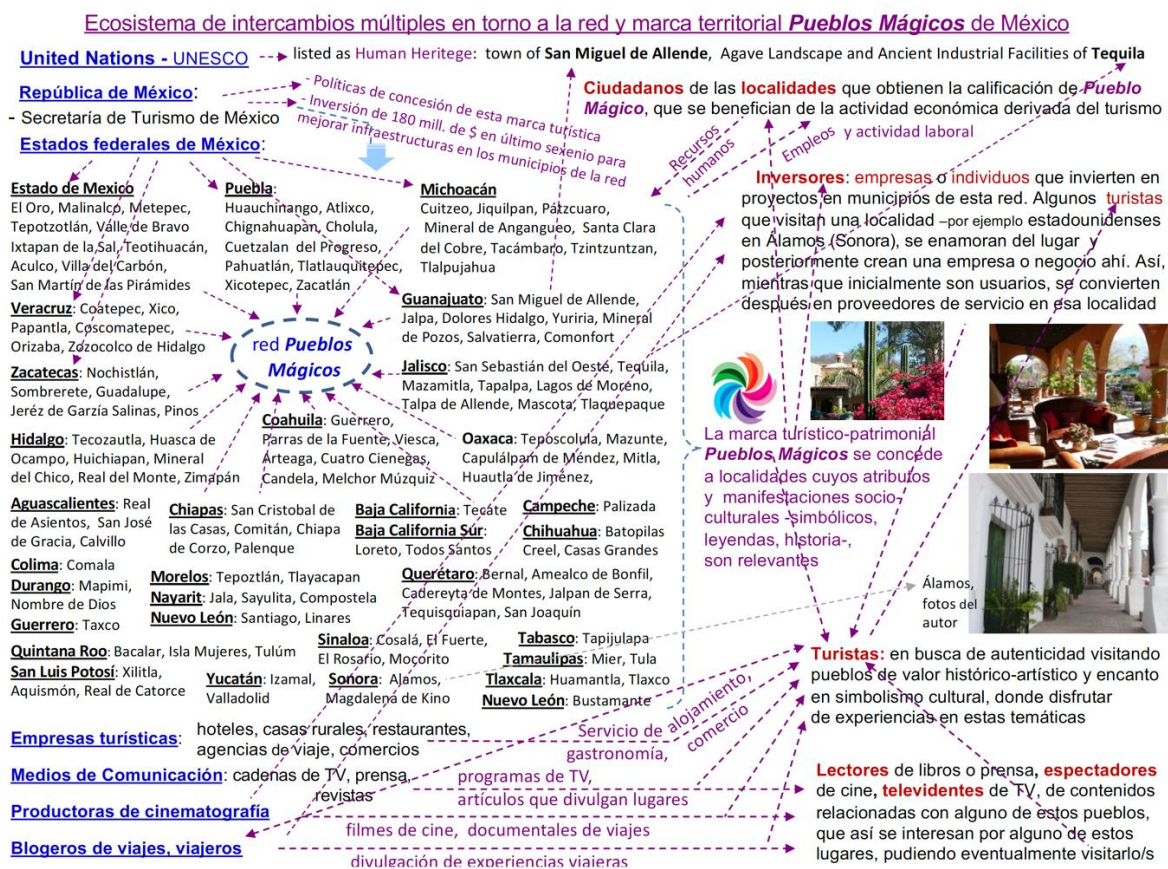 Ecosistema de intercambios múltiples en torno a la red y marca territorial Pueblos Mágicos de México
United Nations - UNESCO
listed as Human Heritege: town of San Miguel de Allende, Agave Landscape and Ancient Industrial Facilities of Tequila
República de México:
- Secretaría de Turismo de México
- Políticas de concesión de esta marca turística
- Inversión de 180 mill. de $ en último sexenio para
mejorar infraestructuras en los municipios de la red
Ciudadanos de las localidades que obtienen la calificación de Pueblo
Mágico, que se benefician de la actividad económica derivada del turismo
Recursos
humanos
Empleos y actividad laboral
Estados federales de México:
Estado de Mexico
El Oro, Malinalco, Metepec,
Tepotzotlán, Valle de Bravo
Ixtapan de la Sal, Teotihuacán,
Aculco, Villa del Carbón,
San Martín de las Pirámides
Puebla:
Huauchinango, Atlixco,
Chignahuapan, Cholula,
Cuetzalan del Progreso,
Pahuatlán, Tlatlauquitepec,
Xicotepec, Zacatlán
Michoacán
Cuitzeo, Jiquilpan, Pátzcuaro,
Mineral de Angangueo, Santa Clara
del Cobre, Tacámbaro, Tzintzuntzan,
Tlalpujahua
Inversores: empresas o individuos que invierten en
proyectos en municipios de esta red. Algunos turistas
que visitan una localidad –por ejemplo estadounidenses
en Álamos (Sonora), se enamoran del lugar y
posteriormente crean una empresa o negocio ahí. Así,
mientras que inicialmente son usuarios, se convierten
después en proveedores de servicio en esa localidad
Veracruz: Coatepec, Xico,
Papantla, Coscomatepec,
Orizaba, Zozocolco de Hidalgo
red Pueblos
Mágicos
Guanajuato: San Miguel de Allende,
Jalpa, Dolores Hidalgo, Yuriria, Mineral
de Pozos, Salvatierra, Comonfort
Zacatecas: Nochistlán,
Sombrerete, Guadalupe,
Jeréz de Garzía Salinas, Pinos
Jalisco: San Sebastián del Oeste, Tequila,
Mazamitla, Tapalpa, Lagos de Moreno,
Talpa de Allende, Mascota, Tlaquepaque
Hidalgo: Tecozautla, Huasca de
Ocampo, Huichiapan, Mineral
del Chico, Real del Monte, Zimapán
Coahuila: Guerrero,
Parras de la Fuente, Viesca,
Arteaga, Cuatro Cienegas,
Candela, Melchor Múzquiz
Oaxaca: Teposcolula, Mazunte,
Capulálpam de Méndez, Mitla,
Huautla de Jiménez,
La marca turístico-patrimonial
Pueblos Mágicos se concede
a localidades cuyos atributos
y manifestaciones socio-
culturales -simbólicos,
leyendas, historia-,
son relevantes
Aguascalientes: Real
de Asientos, San José
de Gracia, Calvillo
Chiapas: San Cristobal de
las Casas, Comitán, Chiapa
de Corzo, Palenque
Baja California: Tecate
Baja California Súr:
Loreto, Todos Santos
Campeche: Palizada
Chihuahua: Batopilas
Creel, Casas Grandes
Colima: Comala
Durango: Mapimi,
Nombre de Dios
Guerrero: Taxco
Morelos: Tepoztlán, Tlayacapan
Nayarit: Jala, Sayulita, Compostela
Nuevo León: Santiago, Linares
Querétaro: Bernal, Amealco de Bonfil,
Cadereyta de Montes, Jalpan de Serra,
Tequisquiapan, San Joaquín
Álamos,
fotos del
autor
Quintana Roo: Bacalar, Isla Mujeres, Tulúm
San Luis Potosí: Xilitla,
Aquismón, Real de Catorce
Yucatán: Izamal,
Valladolid
Sinaloa: Cosalá, El Fuerte,
El Rosario, Mocorito
Sonora: Alamos,
Magdalena de Kino
Tabasco: Tapijulapa
Tamaulipas: Mier, Tula
Tlaxcala: Huamantla, Tlaxco
Nuevo León: Bustamante
Turistas: en busca de autenticidad visitando
pueblos de valor histórico-artístico y encanto
en simbolismo cultural, donde disfrutar
de experiencias en estas temáticas
Empresas turísticas:
hoteles, casas rurales, restaurantes,
agencias de viaje, comercios
Servicio de alojamiento,
gastronomía, comercio
Medios de Comunicación: cadenas de TV, prensa,
revistas
programas de TV,
artículos que divulgan lugares
Productoras de cinematografía
filmes de cine, documentales de viajes
Blogeros de viajes, viajeros
divulgación de experiencias viajeras
Lectores de libros o prensa, espectadores
de cine, televidentes de TV, de contenidos
relacionadas con alguno de estos pueblos,
que así se interesan por alguno de estos
lugares, pudiendo eventualmente visitarlo/s